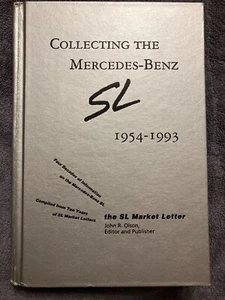 COLLECTING THE
MERCEDES-BENZ
SL
1954-1993
Four Decades of Information
on the Mercedes-Benz SL
Compiled from Ten Years
of SL Market Letters
the SL Market Letter
John R. Olson,
Editor and Publisher